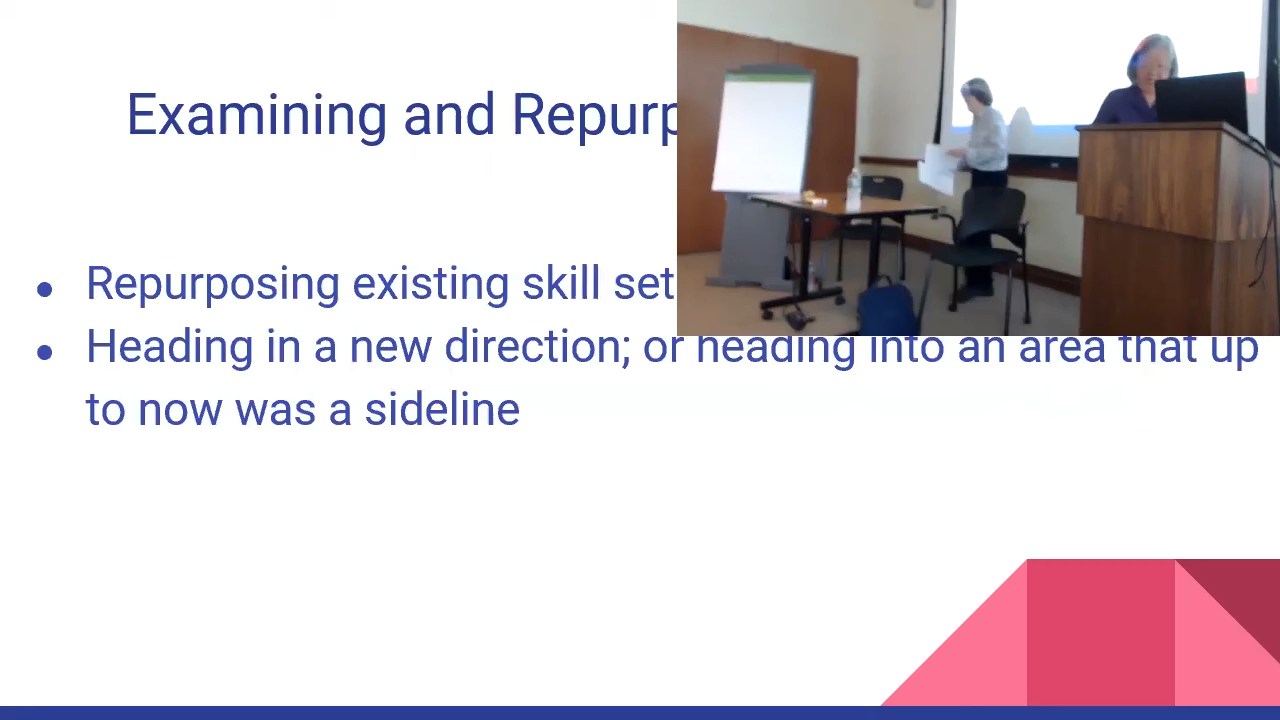 Examining and Repurp
● Repurposing existing skill set
● Heading in a new direction; or heading into an area that up
to now was a sideline